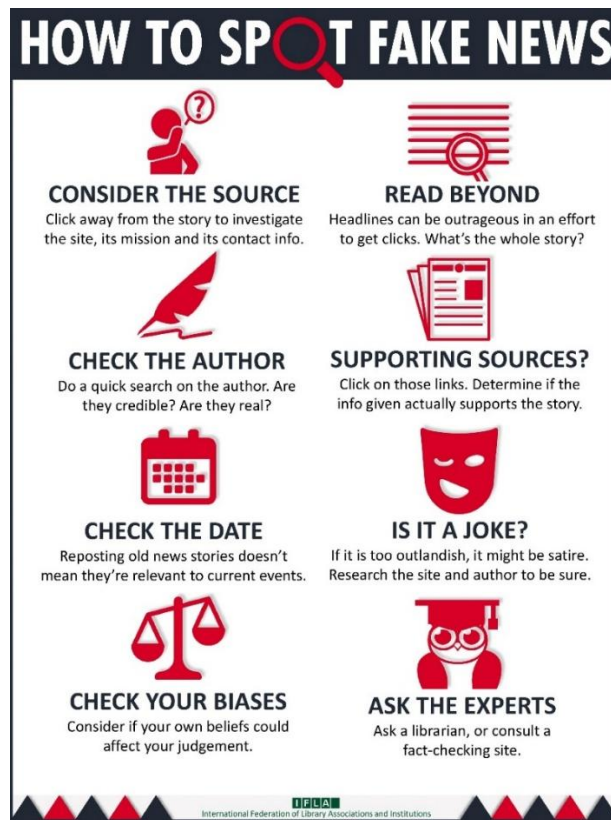 HOW TO SPOT FAKE NEWS
?
CONSIDER THE SOURCE
Click away from the story to investigate
the site, its mission and its contact info.
READ BEYOND
Headlines can be outrageous in an effort
to get clicks. What's the whole story?
CHECK THE AUTHOR
Do a quick search on the author. Are
they credible? Are they real?
SUPPORTING SOURCES?
Click on those links. Determine if the
info given actually supports the story.
CHECK THE DATE
Reposting old news stories doesn't
mean they're relevant to current events.
IS IT A JOKE?
If it is too outlandish, it might be satire.
Research the site and author to be sure.
CHECK YOUR BIASES
Consider if your own beliefs could
affect your judgement.
ASK THE EXPERTS
Ask a librarian, or consult a
fact-checking site.
IFLA
International Federation of Library Associations and Institutions